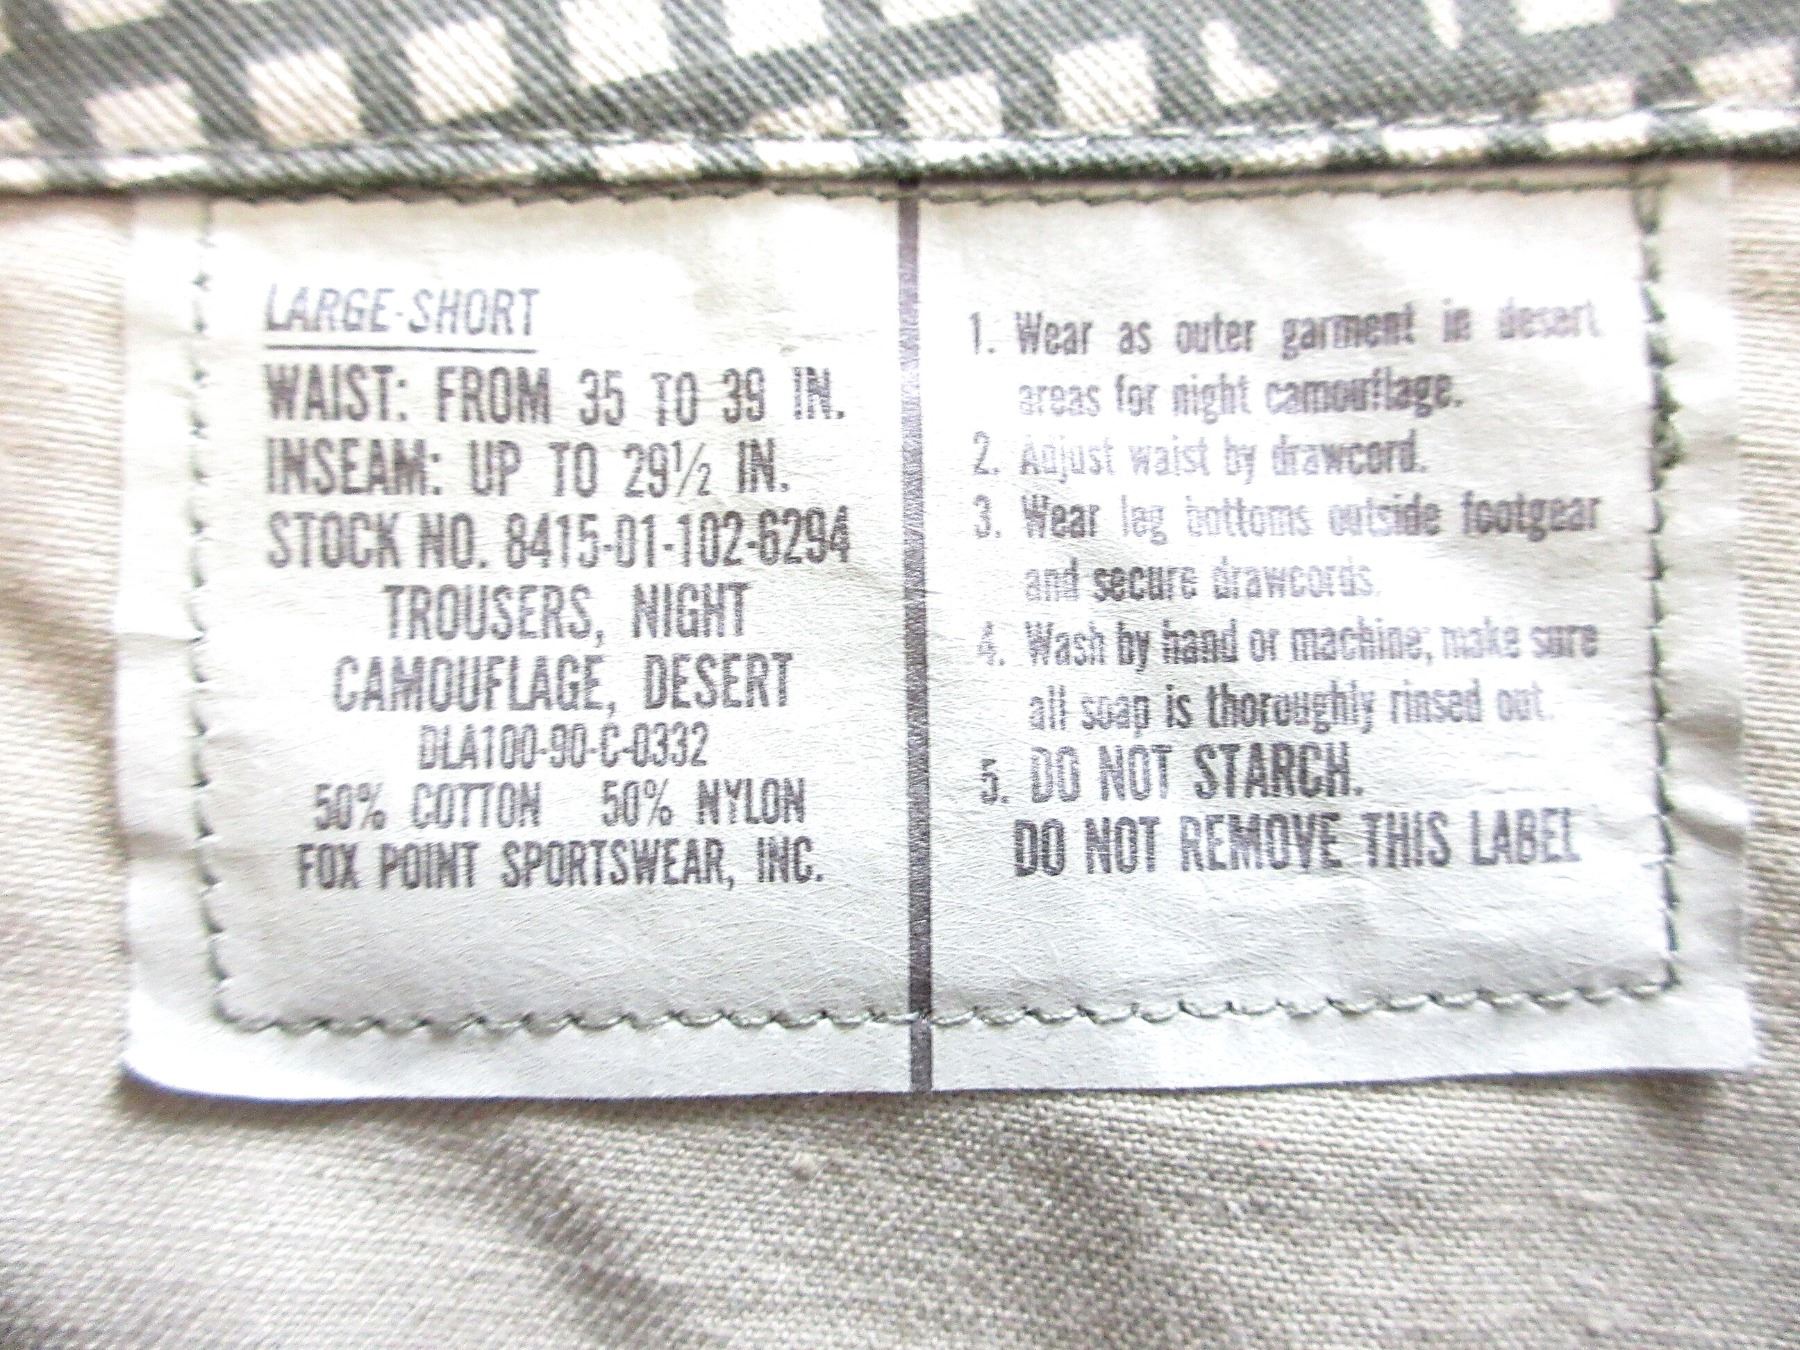 LARGE-SHORT
WAIST: FROM 35 TO 39 IN.
INSEAM: UP TO 29½ IN.
STOCK NO. 8415-01-102-6294
TROUSERS, NIGHT
CAMOUFLAGE, DESERT
DLA100-90-C-0332
50% COTTON 50% NYLON
FOX POINT SPORTSWEAR, INC.
1. Wear as outer garment in desert
areas for night camouflage.
2. Adjust waist by drawcord.
3. Wear leg bottoms outside footgear
and secure drawcords.
4. Wash by hand or machine; make sure
all soap is thoroughly rinsed out.
5. DO NOT STARCH.
DO NOT REMOVE THIS LABEL